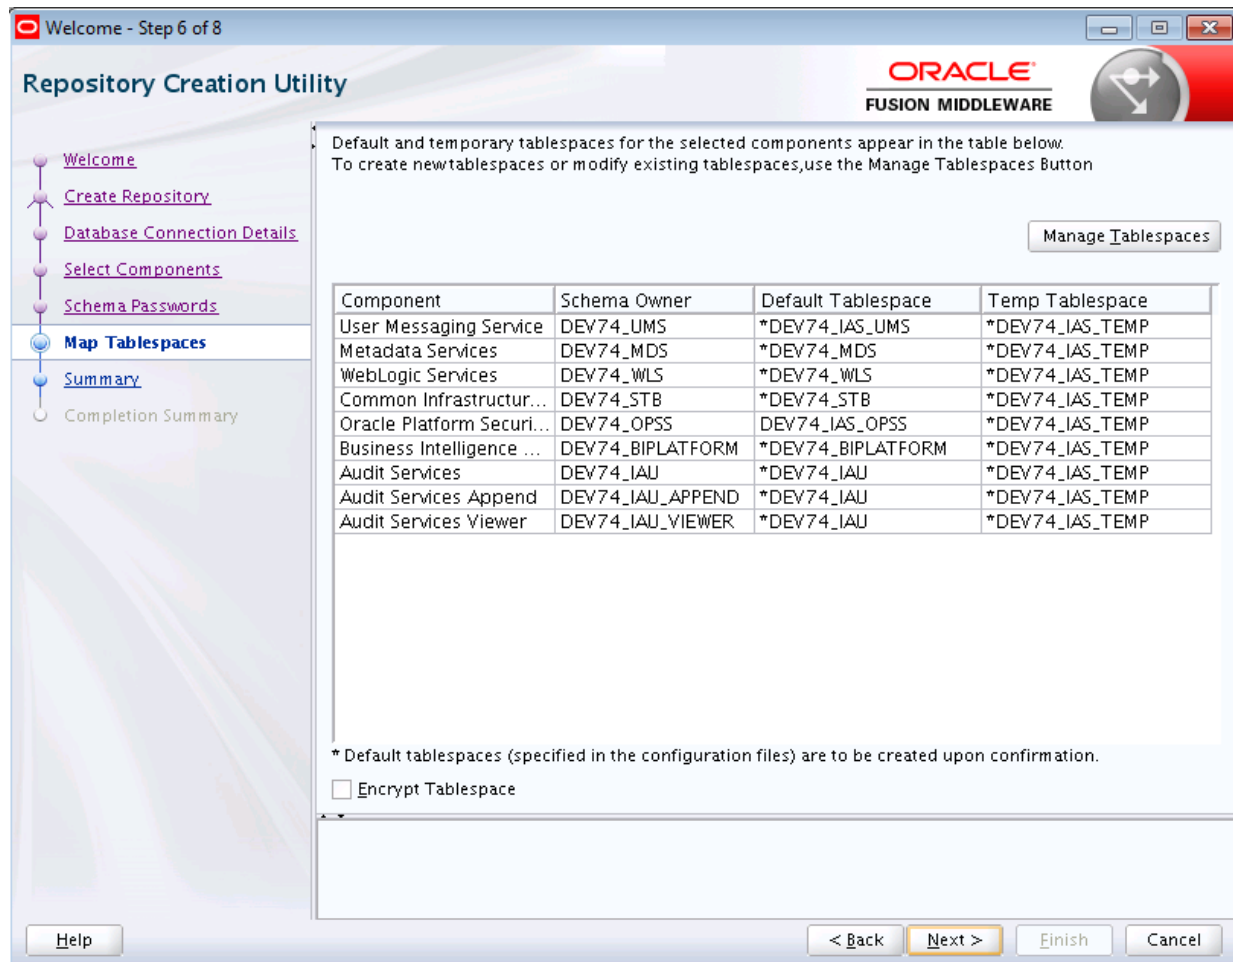 Welcome - Step 6 of 8
Repository Creation Utility
ORACLE
FUSION MIDDLEWARE
Welcome
Create Repository
Database Connection Details
Select Components
Schema Passwords
Map Tablespaces
Summary
Completion Summary
Default and temporary tablespaces for the selected components appear in the table below.
To create new tablespaces or modify existing tablespaces,use the Manage Tablespaces Button
Manage Tablespaces
Component Schema Owner Default Tablespace Temp Tablespace
User Messaging Service DEV74_UMS *DEV74_IAS_UMS *DEV74_IAS_TEMP
Metadata Services DEV74_MDS *DEV74_MDS *DEV74_IAS_TEMP
WebLogic Services DEV74_WLS *DEV74_WLS *DEV74_IAS_TEMP
Common Infrastructur... DEV74_STB *DEV74_STB *DEV74_IAS_TEMP
Oracle Platform Securi... DEV74_OPSS DEV74_IAS_OPSS *DEV74_IAS_TEMP
Business Intelligence ... DEV74_BIPLATFORM *DEV74_BIPLATFORM *DEV74_IAS_TEMP
Audit Services DEV74_IAU *DEV74_IAU *DEV74_IAS_TEMP
Audit Services Append DEV74_IAU_APPEND *DEV74_IAU *DEV74_IAS_TEMP
Audit Services Viewer DEV74_IAU_VIEWER *DEV74_IAU *DEV74_IAS_TEMP
* Default tablespaces (specified in the configuration files) are to be created upon confirmation.
Encrypt Tablespace
Help
< Back
Next >
Finish
Cancel